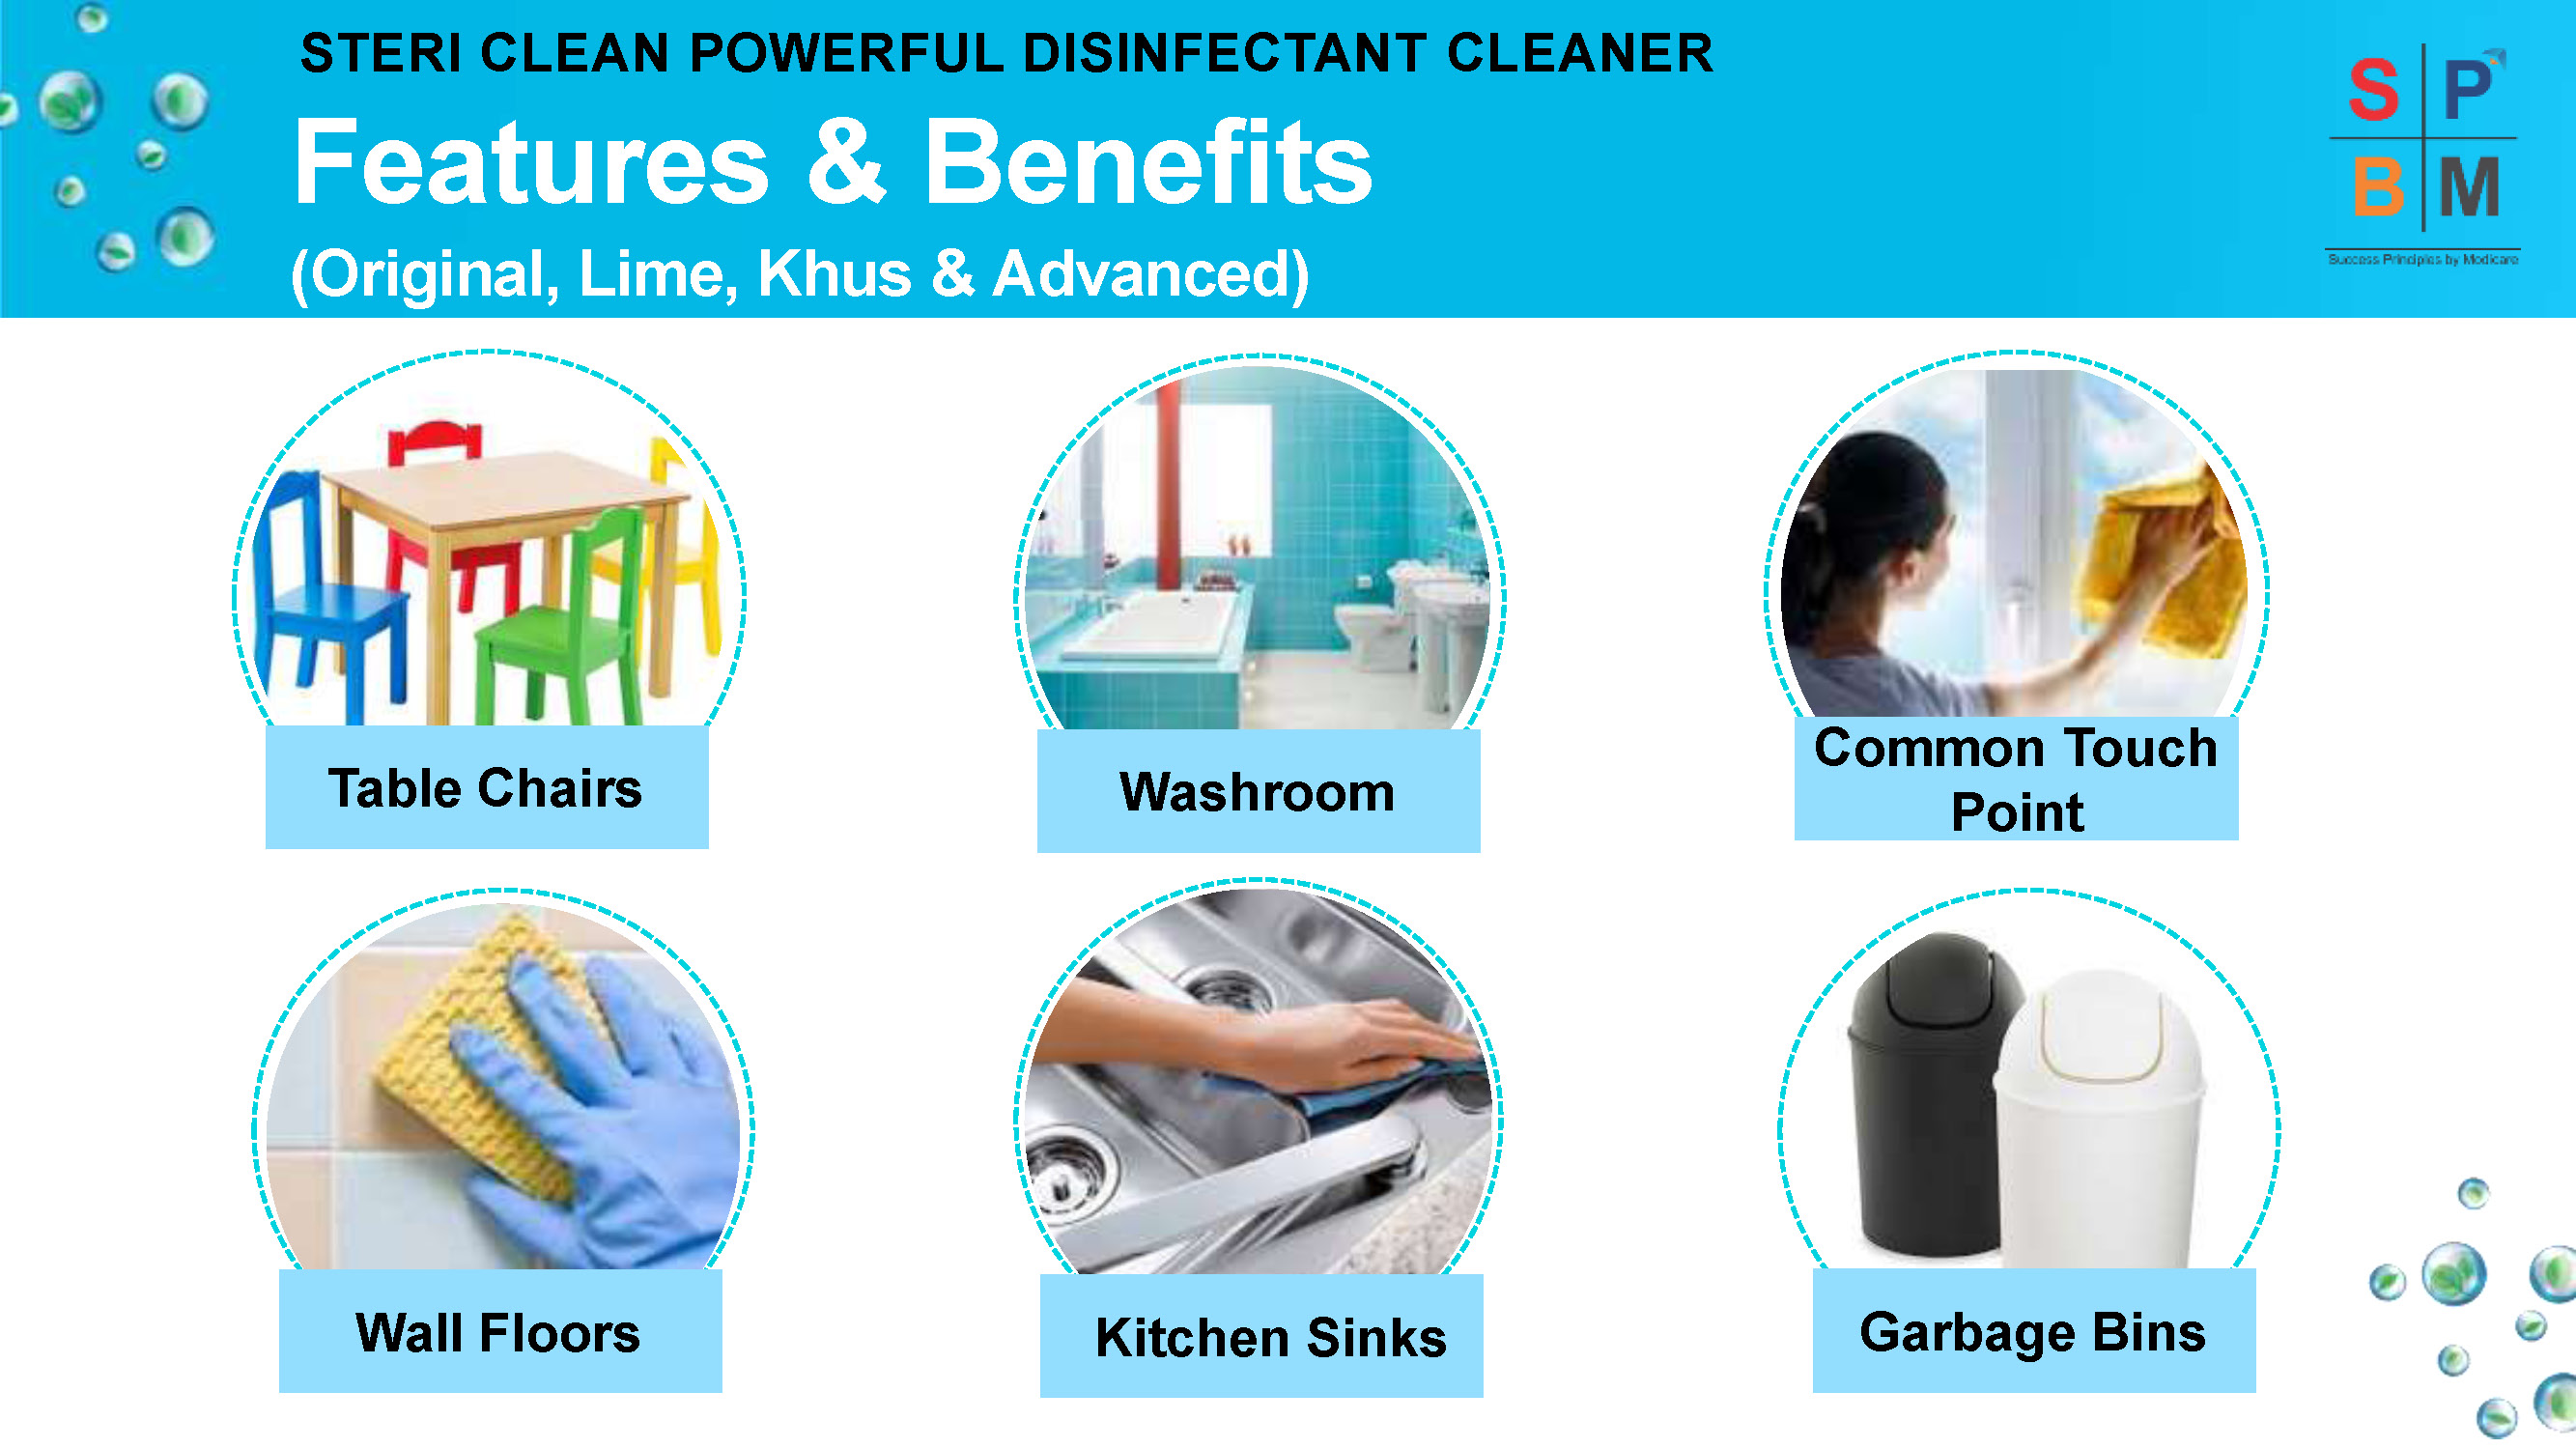 STERI CLEAN POWERFUL DISINFECTANT CLEANER
Features & Benefits
(Original, Lime, Khus & Advanced)
S P
B M
Success Principles by Modicare
Table Chairs
Washroom
Common Touch
Point
Wall Floors
Kitchen Sinks
Garbage Bins